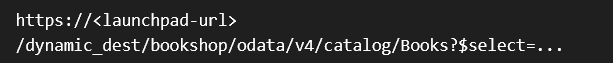 https://<launchpad-url>
/dynamic_dest/bookshop/odata/v4/catalog/Books?$select=...